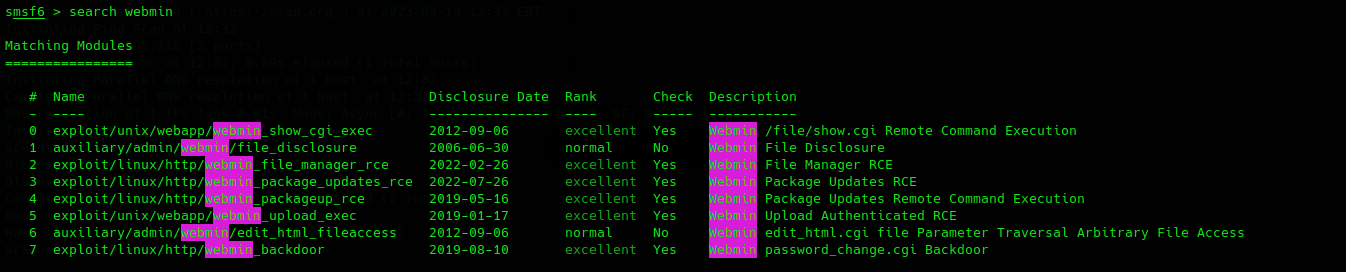 smsf6 > search webmin
Matching Modules
================
#  Name                                         Disclosure Date  Rank       Check  Description
-  ----                                         ---------------  ----       -----  -----------
0  exploit/unix/webapp/webmin_show_cgi_exec       2012-09-06       excellent  Yes    Webmin /file/show.cgi Remote Command Execution
1  auxiliary/admin/webmin/file_disclosure         2006-06-30       normal     No     Webmin File Disclosure
2  exploit/linux/http/webmin_file_manager_rce     2022-02-26       excellent  Yes    Webmin File Manager RCE
3  exploit/linux/http/webmin_package_updates_rce  2022-07-26       excellent  Yes    Webmin Package Updates RCE
4  exploit/linux/http/webmin_packageup_rce        2019-05-16       excellent  Yes    Webmin Package Updates Remote Command Execution
5  exploit/unix/webapp/webmin_upload_exec         2019-01-17       excellent  Yes    Webmin Upload Authenticated RCE
6  auxiliary/admin/webmin/edit_html_fileaccess    2012-09-06       normal     No     Webmin edit_html.cgi file Parameter Traversal Arbitrary File Access
7  exploit/linux/http/webmin_backdoor             2019-08-10       excellent  Yes    Webmin password_change.cgi Backdoor